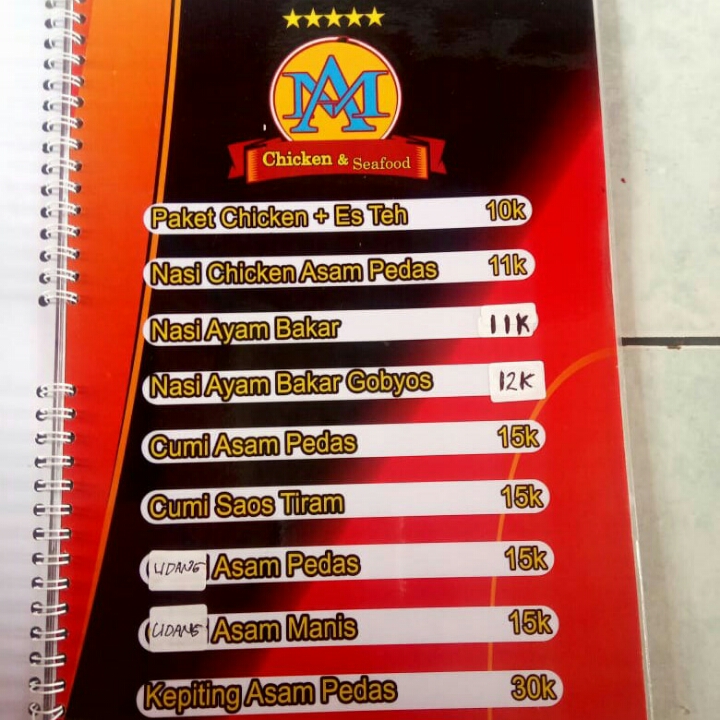 AM
Chicken & Seafood
Paket Chicken + Es Teh 10k
Nasi Chicken Asam Pedas 11k
Nasi Ayam Bakar 11K
Nasi Ayam Bakar Gobyos 12K
Cumi Asam Pedas 15k
Cumi Saos Tiram 15k
UDANG Asam Pedas 15k
UDANG Asam Manis 15k
Kepiting Asam Pedas 30k